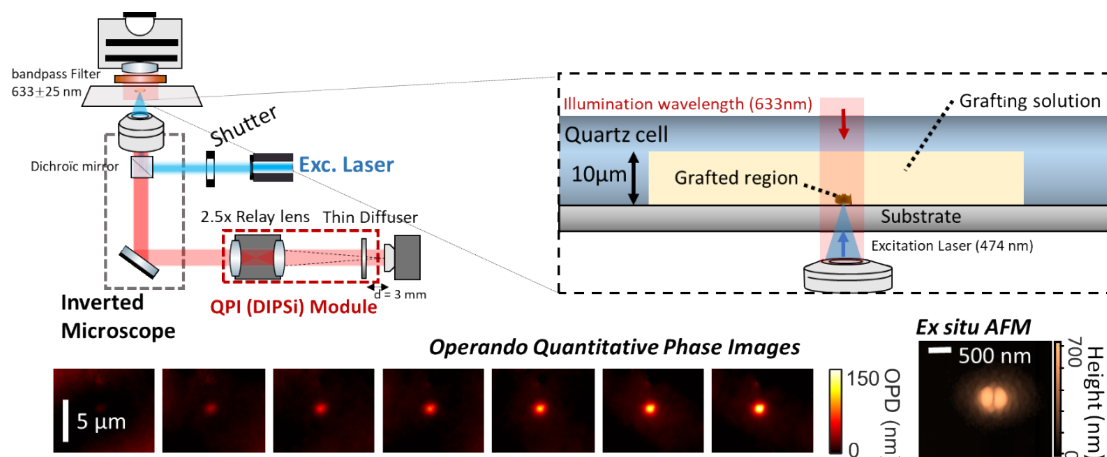 bandpass Filter
633±25 nm
Shutter
Dichroïc mirror
Exc. Laser
2.5x Relay lens
Thin Diffuser
d = 3 mm
Inverted
Microscope
QPI (DIPSi) Module
Illumination wavelength (633nm)
Grafting solution
Quartz cell
10μm
Grafted region
Substrate
Excitation Laser (474 nm)
Operando Quantitative Phase Images
5 μm
150
0
OPD (nm)
Ex situ AFM
500 nm
700
0
Height (nm)